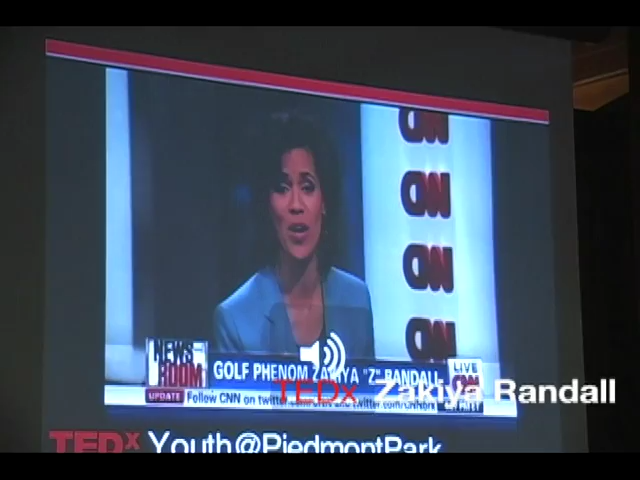 CNN
CNN
CNN
CNN
NEWS
ROOM
GOLF PHENOM ZAKIYA "Z" RANDALL
LIVE
CNN
UPDATE
Follow CNN on twitter
TEDx Zakiya Randall
TEDx Youth@PiedmontPark